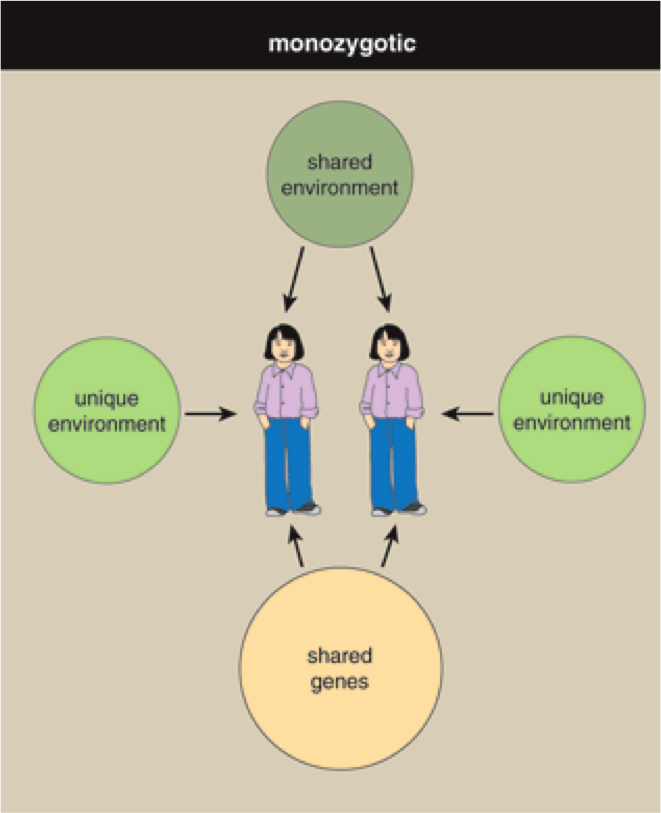 monozygotic
shared
environment
unique
environment
unique
environment
shared
genes